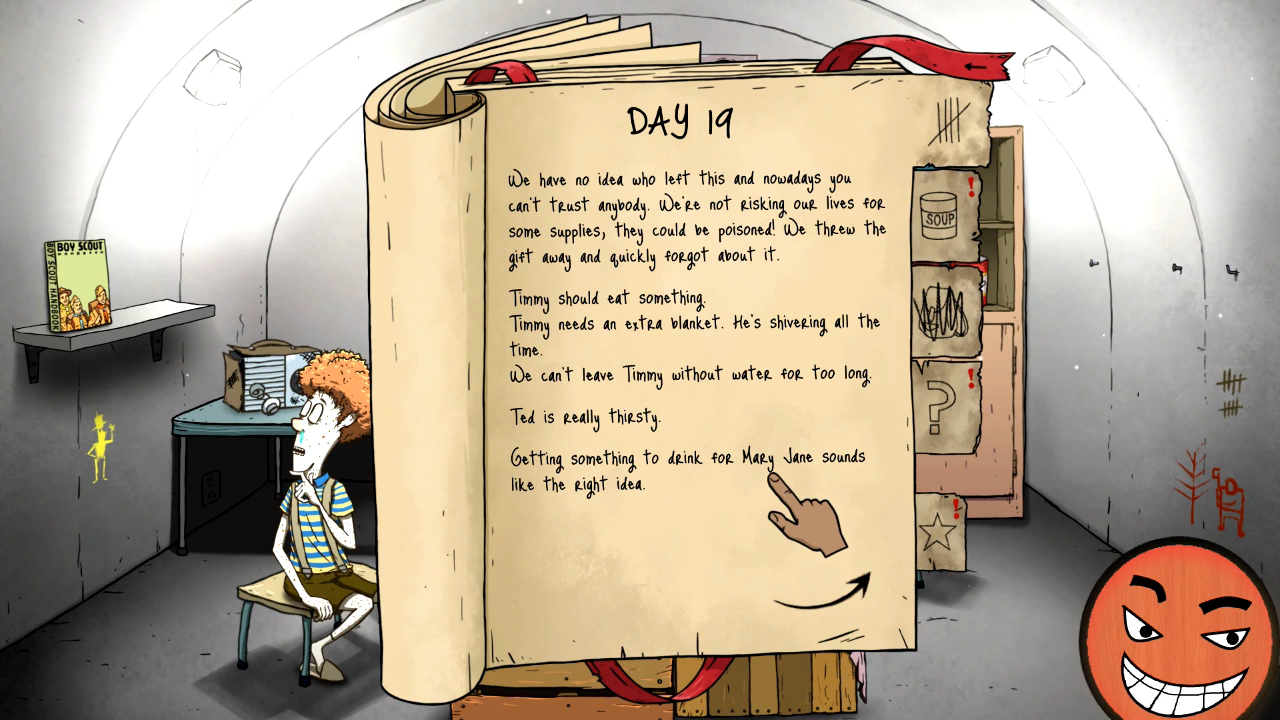 DAY 19
We have no idea who left this and nowadays you
can't trust anybody. We're not risking our lives for
some supplies, they could be poisoned! We threw the
gift away and quickly forgot about it.
Timmy should eat something.
Timmy needs an extra blanket. He's shivering all the
time.
We can't leave Timmy without water for too long.
Ted is really thirsty.
Getting something to drink for Mary Jane sounds
like the right idea.
!
SOUP
?
!
!
BOY SCOUT
HANDBOOK
BOY SCOUT HANDBOOK